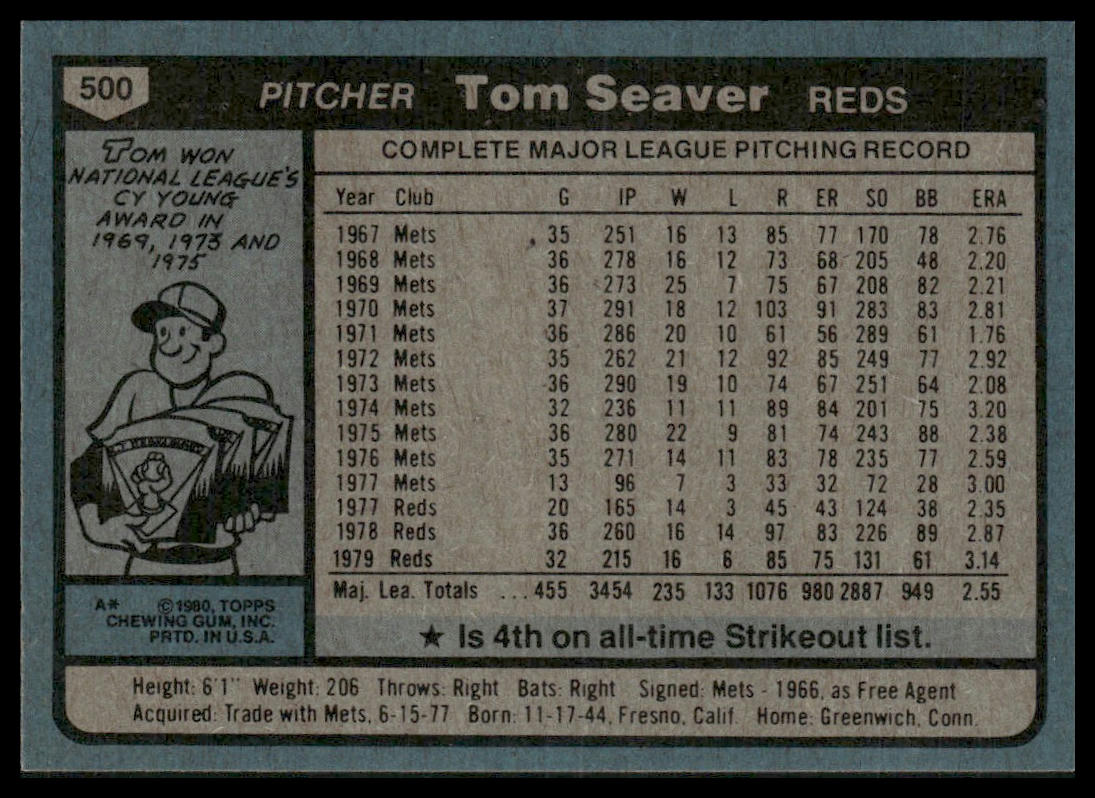 500 PITCHER Tom Seaver REDS
TOM WON
NATIONAL LEAGUE'S
CY YOUNG
AWARD IN
1969, 1973 AND
1975
A* ©1980, TOPPS
CHEWING GUM, INC.
PRTD. IN U.S.A.
COMPLETE MAJOR LEAGUE PITCHING RECORD
Year Club G IP W L R ER SO BB ERA
1967 Mets 35 251 16 13 85 77 170 78 2.76
1968 Mets 36 278 16 12 73 68 205 48 2.20
1969 Mets 36 273 25 7 75 67 208 82 2.21
1970 Mets 37 291 18 12 103 91 283 83 2.81
1971 Mets 36 286 20 10 61 56 289 61 1.76
1972 Mets 35 262 21 12 92 85 249 77 2.92
1973 Mets 36 290 19 10 74 67 251 64 2.08
1974 Mets 32 236 11 11 89 84 201 75 3.20
1975 Mets 36 280 22 9 81 74 243 88 2.38
1976 Mets 35 271 14 11 83 78 235 77 2.59
1977 Mets 13 96 7 3 33 32 72 28 3.00
1977 Reds 20 165 14 3 45 43 124 38 2.35
1978 Reds 36 260 16 14 97 83 226 89 2.87
1979 Reds 32 215 16 6 85 75 131 61 3.14
Maj. Lea. Totals ...455 3454 235 133 1076 980 2887 949 2.55
★ Is 4th on all-time Strikeout list.
Height: 6'1" Weight: 206 Throws: Right Bats: Right Signed: Mets - 1966, as Free Agent
Acquired: Trade with Mets, 6-15-77 Born: 11-17-44, Fresno, Calif. Home: Greenwich, Conn.